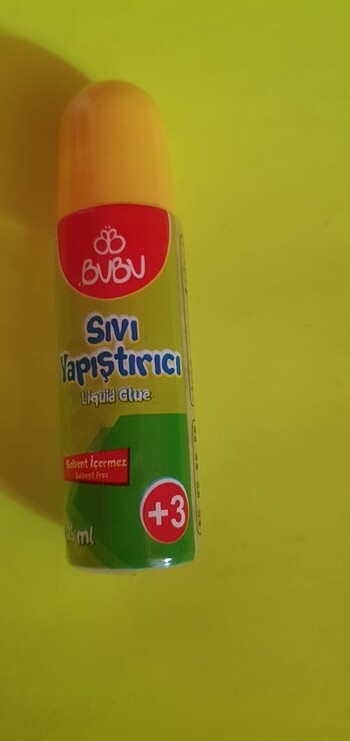 BUBU
Sıvı
Yapıştırıcı
Liquid Glue
Solvent İçermez
Solvent Free
+3
ml